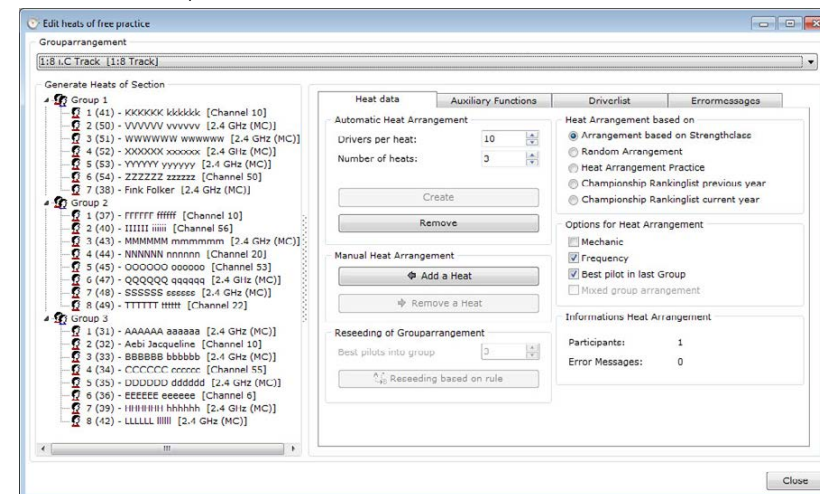 Edit heats of free practice
Grouparrangement
1:8 I.C Track [1:8 Track]
Generate Heats of Section
Group 1
1 (41) - KKKKKK kkkkkk [Channel 10]
2 (50) - VVVVVV vvvvvv [2.4 GHz (MC)]
3 (51) - WWWWWW wwwwww [2.4 GHz (MC)]
4 (52) - XXXXXX xxxxxx [2.4 GHz (MC)]
5 (53) - YYYYYY yyyyyy [2.4 GHz (MC)]
6 (54) - ZZZZZZ zzzzzz [Channel 50]
7 (38) - Fink Folker [2.4 GHz (MC)]
Group 2
1 (37) - FFFFFF ffffff [Channel 10]
2 (40) - IIIIII iiiiii [Channel 56]
3 (43) - MMMMMM mmmmmm [2.4 GHz (MC)]
4 (44) - NNNNNN nnnnnn [Channel 20]
5 (45) - OOOOOO oooooo [Channel 53]
6 (47) - QQQQQQ qqqqqq [2.4 GHz (MC)]
7 (48) - SSSSSS ssssss [2.4 GHz (MC)]
8 (49) - TTTTTT tttttt [Channel 22]
Group 3
1 (31) - AAAAAA aaaaaa [2.4 GHz (MC)]
2 (32) - Aebi Jacqueline [Channel 10]
3 (33) - BBBBBB bbbbbb [2.4 GHz (MC)]
4 (34) - CCCCCC cccccc [Channel 55]
5 (35) - DDDDDD dddddd [2.4 GHz (MC)]
6 (36) - EEEEEE eeeeee [Channel 6]
7 (39) - HHHHHH hhhhhh [2.4 GHz (MC)]
8 (42) - LLLLLL llllll [2.4 GHz (MC)]
Heat data Auxiliary Functions Driverlist Errormessages
Automatic Heat Arrangement
Drivers per heat: 10
Number of heats: 3
Create
Remove
Manual Heat Arrangement
Add a Heat
Remove a Heat
Reseeding of Grouparrangement
Best pilots into group 3
Reseeding based on rule
Heat Arrangement based on
Arrangement based on Strengthclass
Random Arrangement
Heat Arrangement Practice
Championship Rankinglist previous year
Championship Rankinglist current year
Options for Heat Arrangement
Mechanic
Frequency
Best pilot in last Group
Mixed group arrangement
Informations Heat Arrangement
Participants: 1
Error Messages: 0
Close